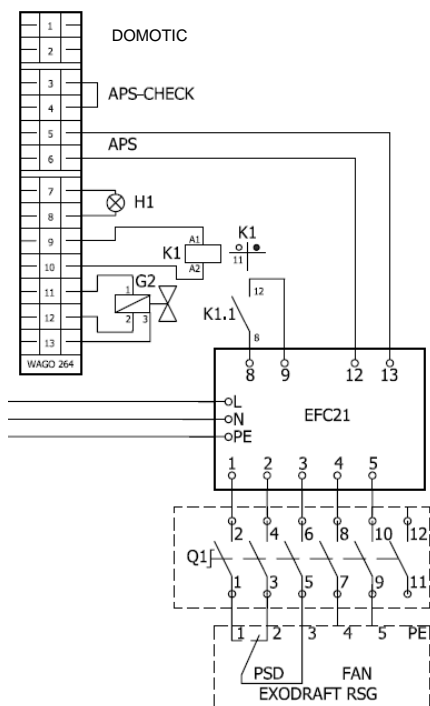 1 DOMOTIC
2
3
4 APS-CHECK
5
6 APS
7
8 H1
9 A1 K1
10 K1 A2 11
11 G2
12 1 2 3
13
WAGO 264
12
K1.1
8
8 9 12 13
L
N
PE
EFC21
1 2 3 4 5
2 4 6 8 10 12
Q1
1 3 5 7 9 11
1 2 3 4 5 PE
PSD FAN
EXODRAFT RSG